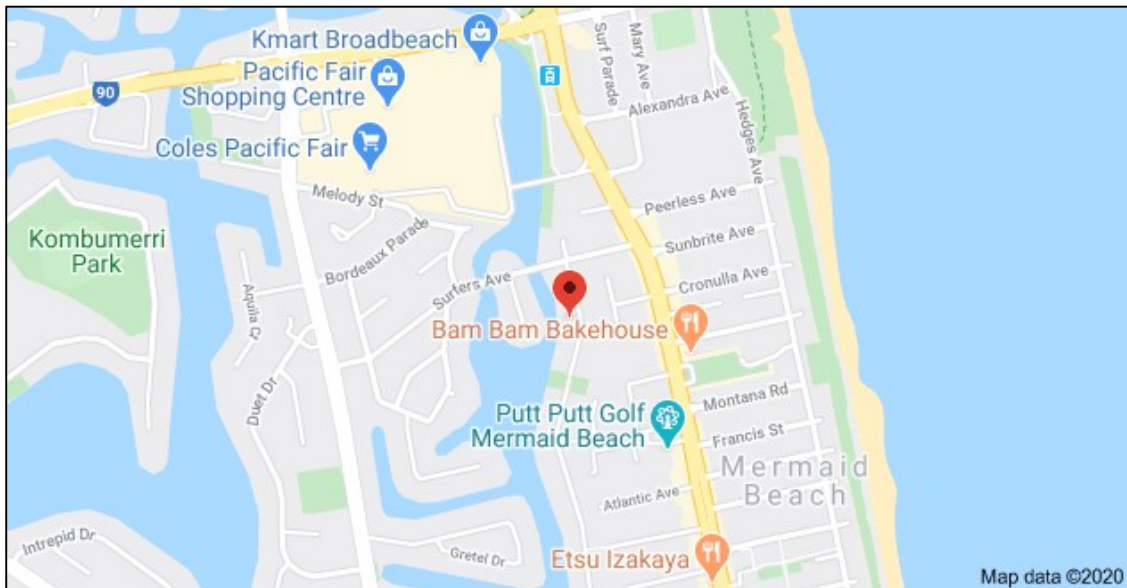 Kmart Broadbeach
Pacific Fair
Shopping Centre
90
Coles Pacific Fair
Surf Parade
Mary Ave
Alexandra Ave
Hedges Ave
Melody St
Peerless Ave
Kombumerri
Park
Bordeaux Parade
Sunbrite Ave
Surfers Ave
Cronulla Ave
Aquila Cr
Bam Bam Bakehouse
Duet Dr
Montana Rd
Putt Putt Golf
Mermaid Beach
Francis St
Mermaid
Beach
Atlantic Ave
Intrepid Dr
Gretel Dr
Etsu Izakaya
Map data ©2020